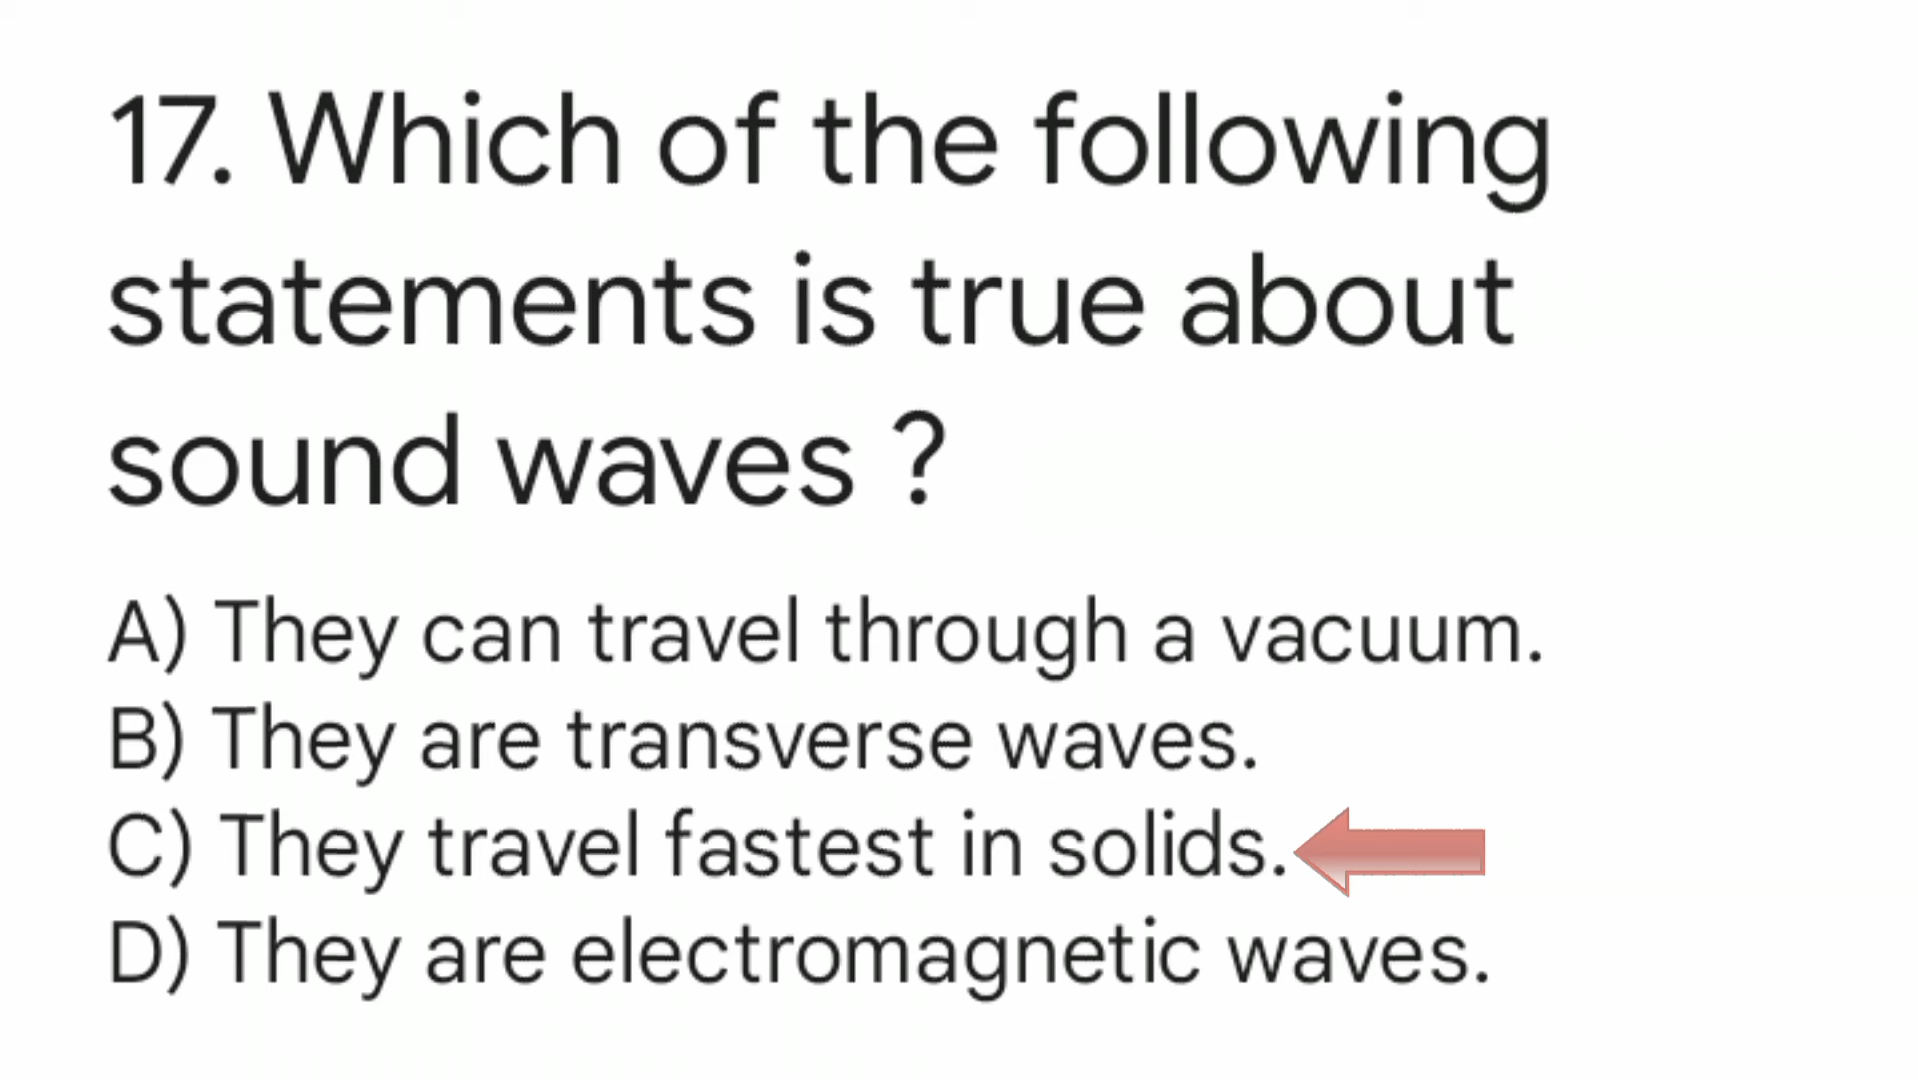 17. Which of the following
statements is true about
sound waves ?
A) They can travel through a vacuum.
B) They are transverse waves.
C) They travel fastest in solids.
D) They are electromagnetic waves.